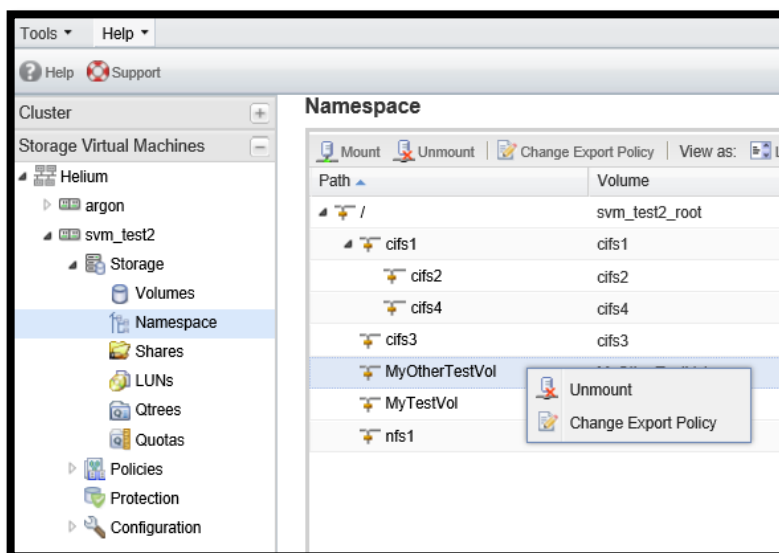 Tools Help
Help Support
Cluster
Storage Virtual Machines
Helium
argon
svm_test2
Storage
Volumes
Namespace
Shares
LUNs
Qtrees
Quotas
Policies
Protection
Configuration
Namespace
Mount Unmount Change Export Policy View as:
Path Volume
/ svm_test2_root
cifs1 cifs1
cifs2 cifs2
cifs4 cifs4
cifs3 cifs3
MyOtherTestVol
MyTestVol
nfs1
Unmount
Change Export Policy